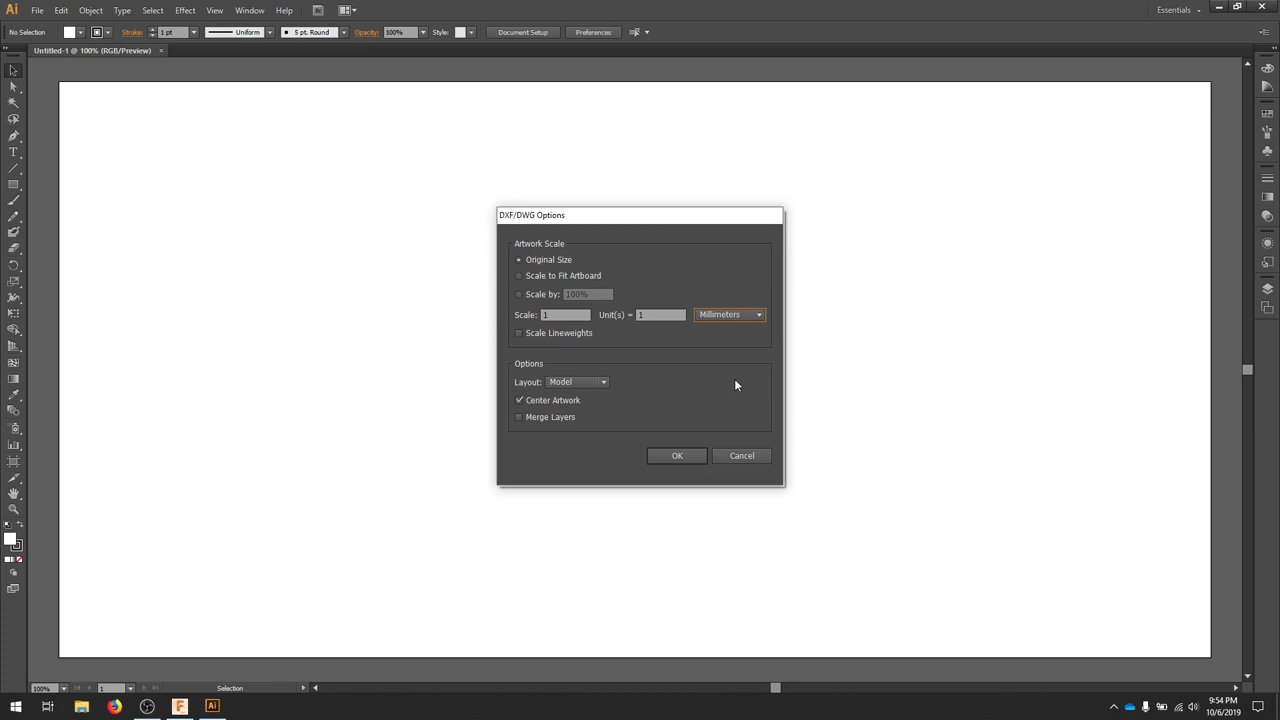 Ai File Edit Object Type Select Effect View Window Help Br Essentials
No Selection Stroke: 1 pt Uniform 5 pt. Round Opacity: 100% Style: Document Setup Preferences
Untitled-1 @ 100% (RGB/Preview) ×
DXF/DWG Options
Artwork Scale
Original Size
Scale to Fit Artboard
Scale by: 100%
Scale: 1 Unit(s) = 1 Millimeters
Scale Lineweights
Options
Layout: Model
Center Artwork
Merge Layers
OK Cancel
100% 1 Selection
F Ai 9:54 PM
10/6/2019